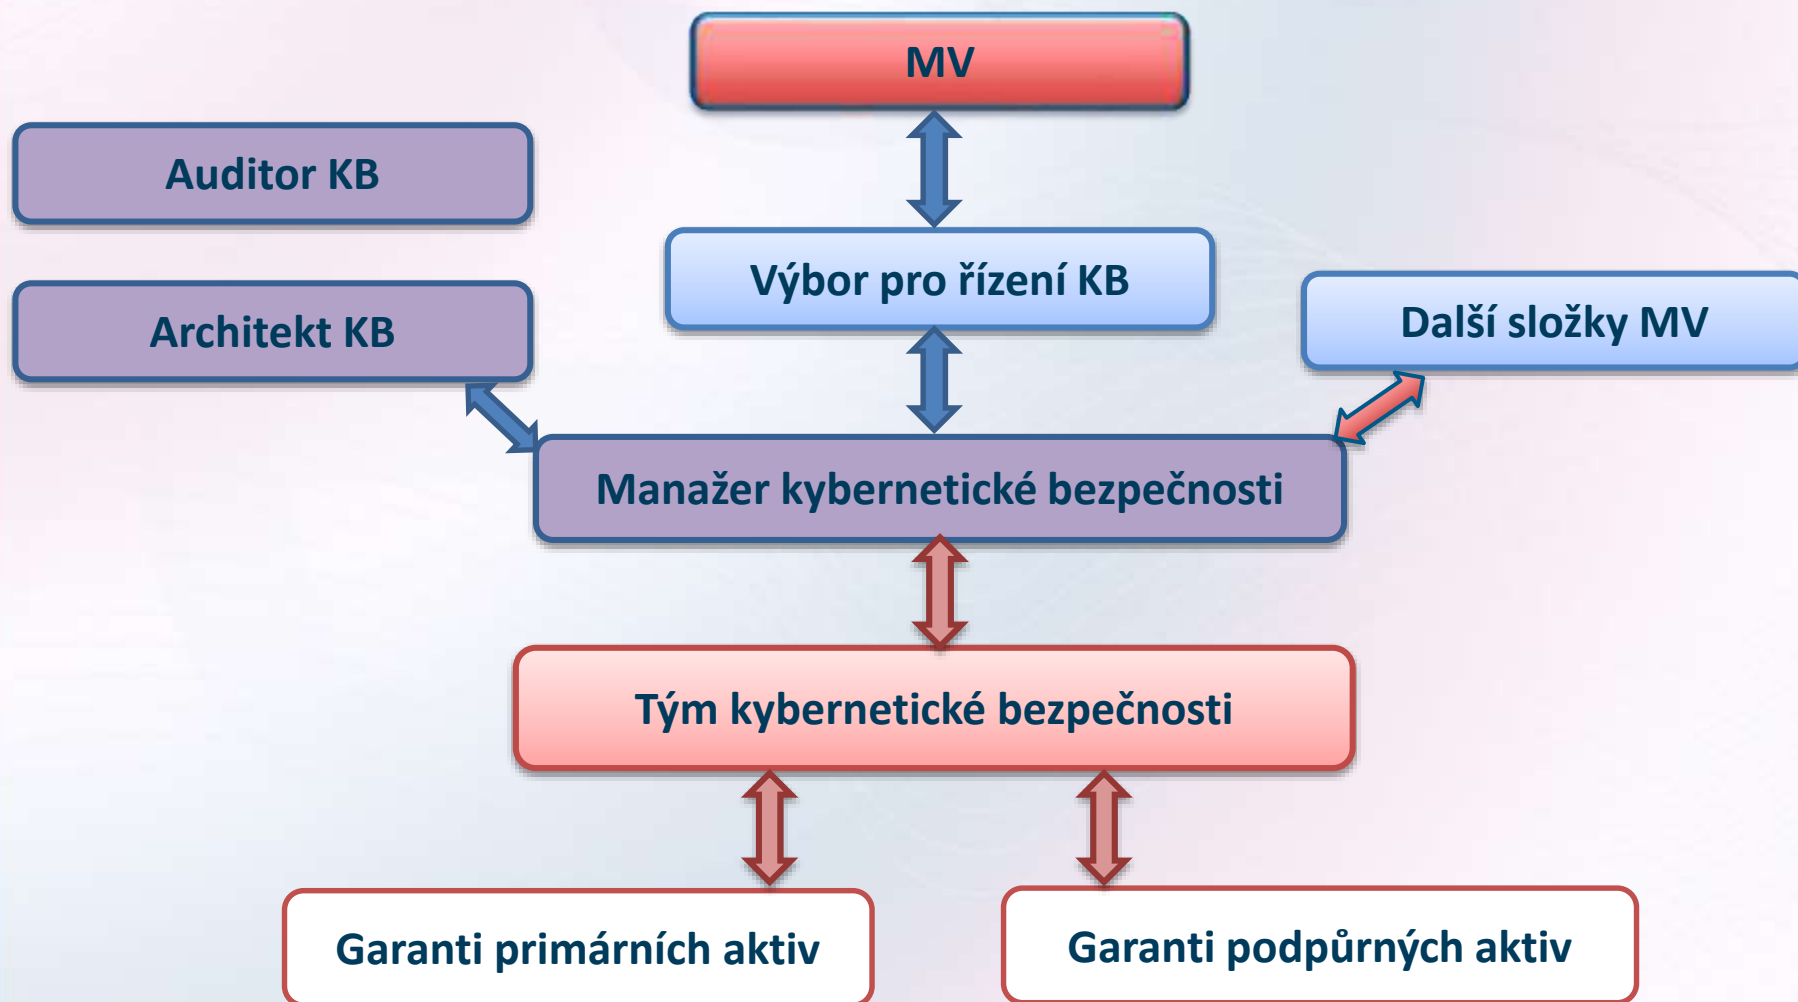 MV
Auditor KB
Výbor pro řízení KB
Architekt KB
Další složky MV
Manažer kybernetické bezpečnosti
Tým kybernetické bezpečnosti
Garanti primárních aktiv
Garanti podpůrných aktiv